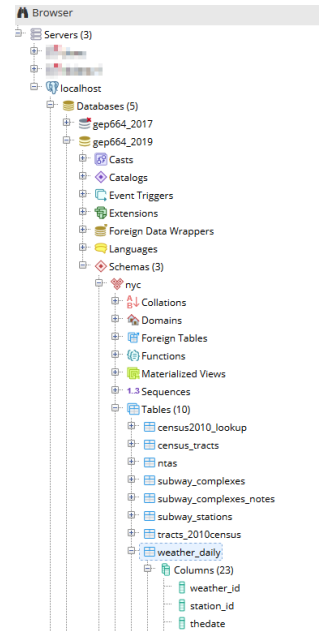 Browser
Servers (3)
localhost
Databases (5)
gep664_2017
gep664_2019
Casts
Catalogs
Event Triggers
Extensions
Foreign Data Wrappers
Languages
Schemas (3)
nyc
Collations
Domains
Foreign Tables
Functions
Materialized Views
1..3 Sequences
Tables (10)
census2010_lookup
census_tracts
ntas
subway_complexes
subway_complexes_notes
subway_stations
tracts_2010census
weather_daily
Columns (23)
weather_id
station_id
thedate